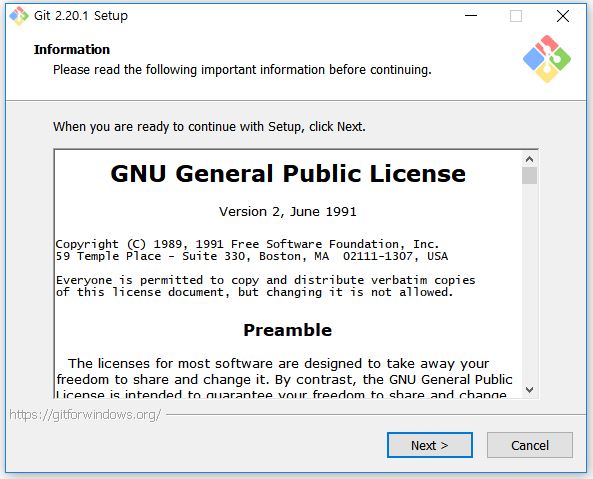 Git 2.20.1 Setup
Information
Please read the following important information before continuing.
When you are ready to continue with Setup, click Next.
GNU General Public License
Version 2, June 1991
Copyright (C) 1989, 1991 Free Software Foundation, Inc.
59 Temple Place - Suite 330, Boston, MA  02111-1307, USA
Everyone is permitted to copy and distribute verbatim copies
of this license document, but changing it is not allowed.
Preamble
The licenses for most software are designed to take away your
freedom to share and change it. By contrast, the GNU General Public
License is intended to guarantee your freedom to share and change
https://gitforwindows.org/
Next >
Cancel